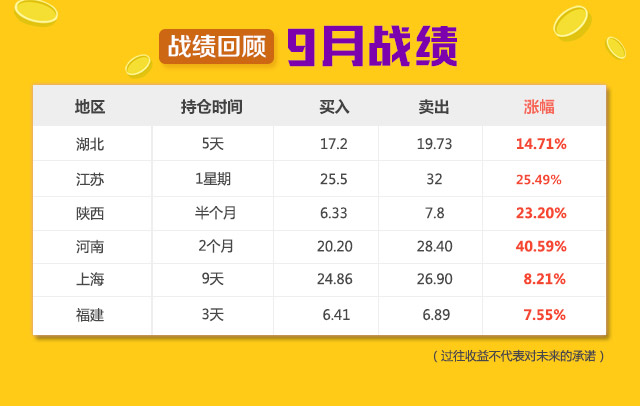 战绩回顾 9月战绩
地区 持仓时间 买入 卖出 涨幅
湖北 5天 17.2 19.73 14.71%
江苏 1星期 25.5 32 25.49%
陕西 半个月 6.33 7.8 23.20%
河南 2个月 20.20 28.40 40.59%
上海 9天 24.86 26.90 8.21%
福建 3天 6.41 6.89 7.55%
（过往收益不代表对未来的承诺）